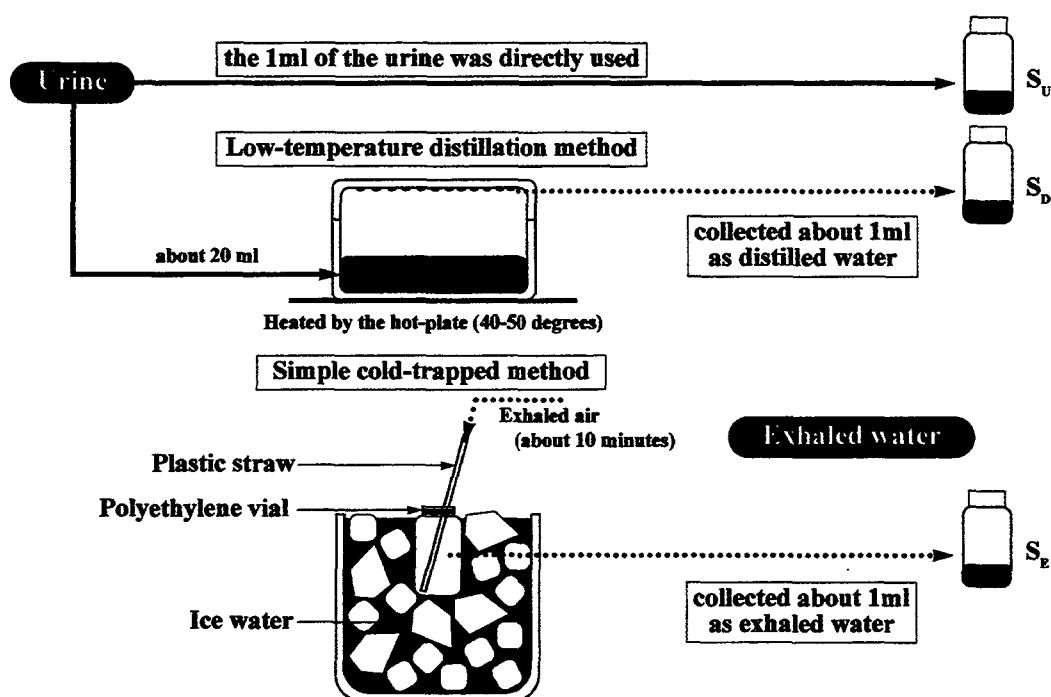 the 1ml of the urine was directly used
Urine
S_U
Low-temperature distillation method
S_D
collected about 1ml
as distilled water
about 20 ml
Heated by the hot-plate (40-50 degrees)
Simple cold-trapped method
Exhaled air
(about 10 minutes)
Exhaled water
Plastic straw
Polyethylene vial
S_E
Ice water
collected about 1ml
as exhaled water